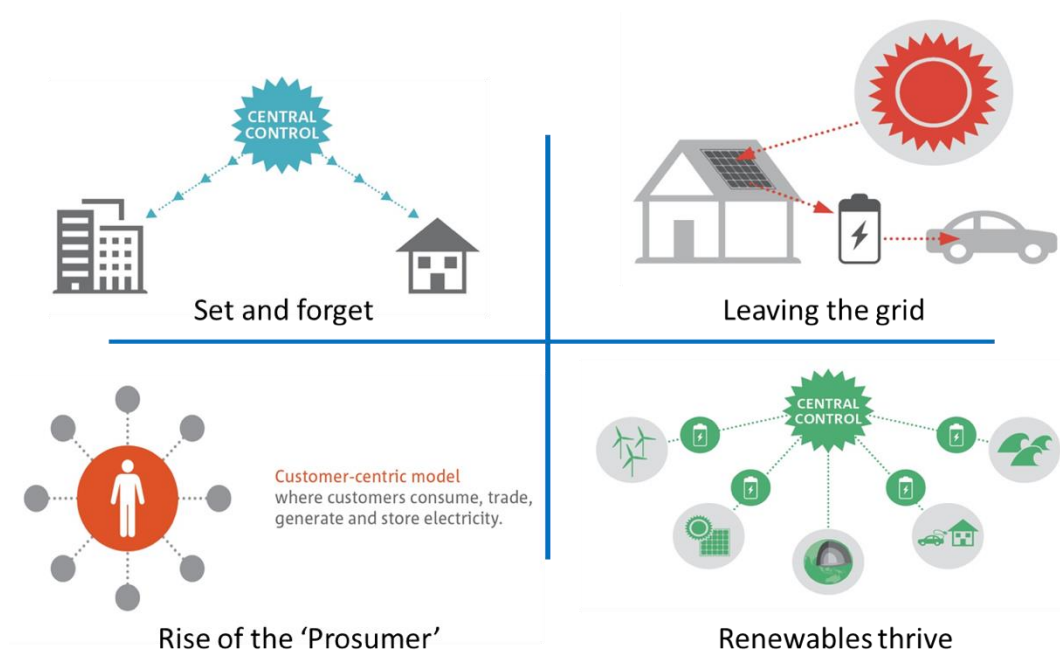 CENTRAL
CONTROL
Set and forget
Leaving the grid
Customer-centric model
where customers consume, trade,
generate and store electricity.
Rise of the ‘Prosumer’
CENTRAL
CONTROL
Renewables thrive